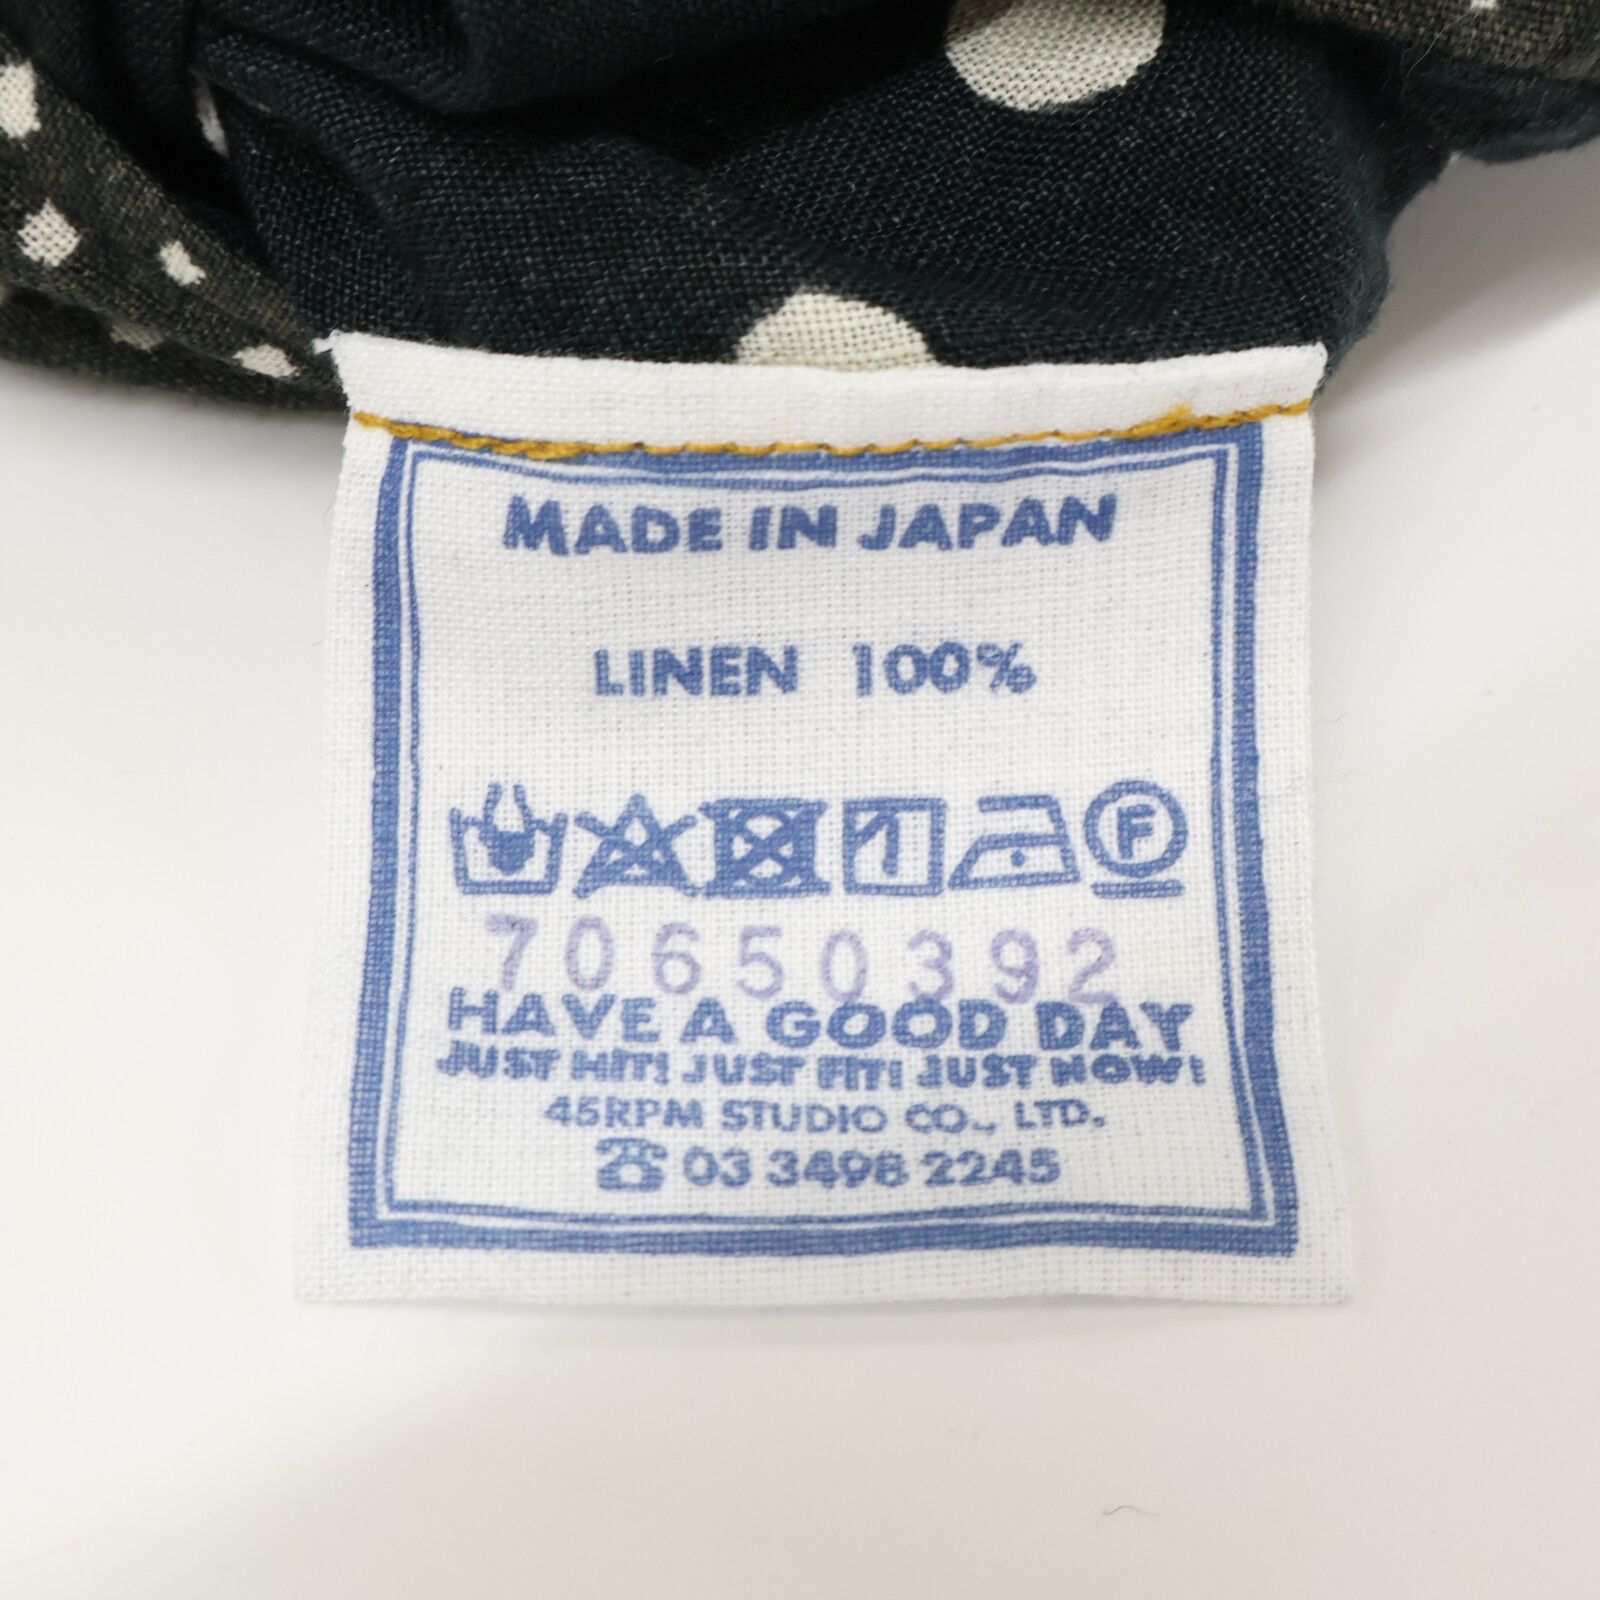 MADE IN JAPAN
LINEN 100%
F
70650392
HAVE A GOOD DAY
JUST HIT! JUST FIT! JUST NOW!
45RPM STUDIO CO., LTD.
☎ 03 3498 2245